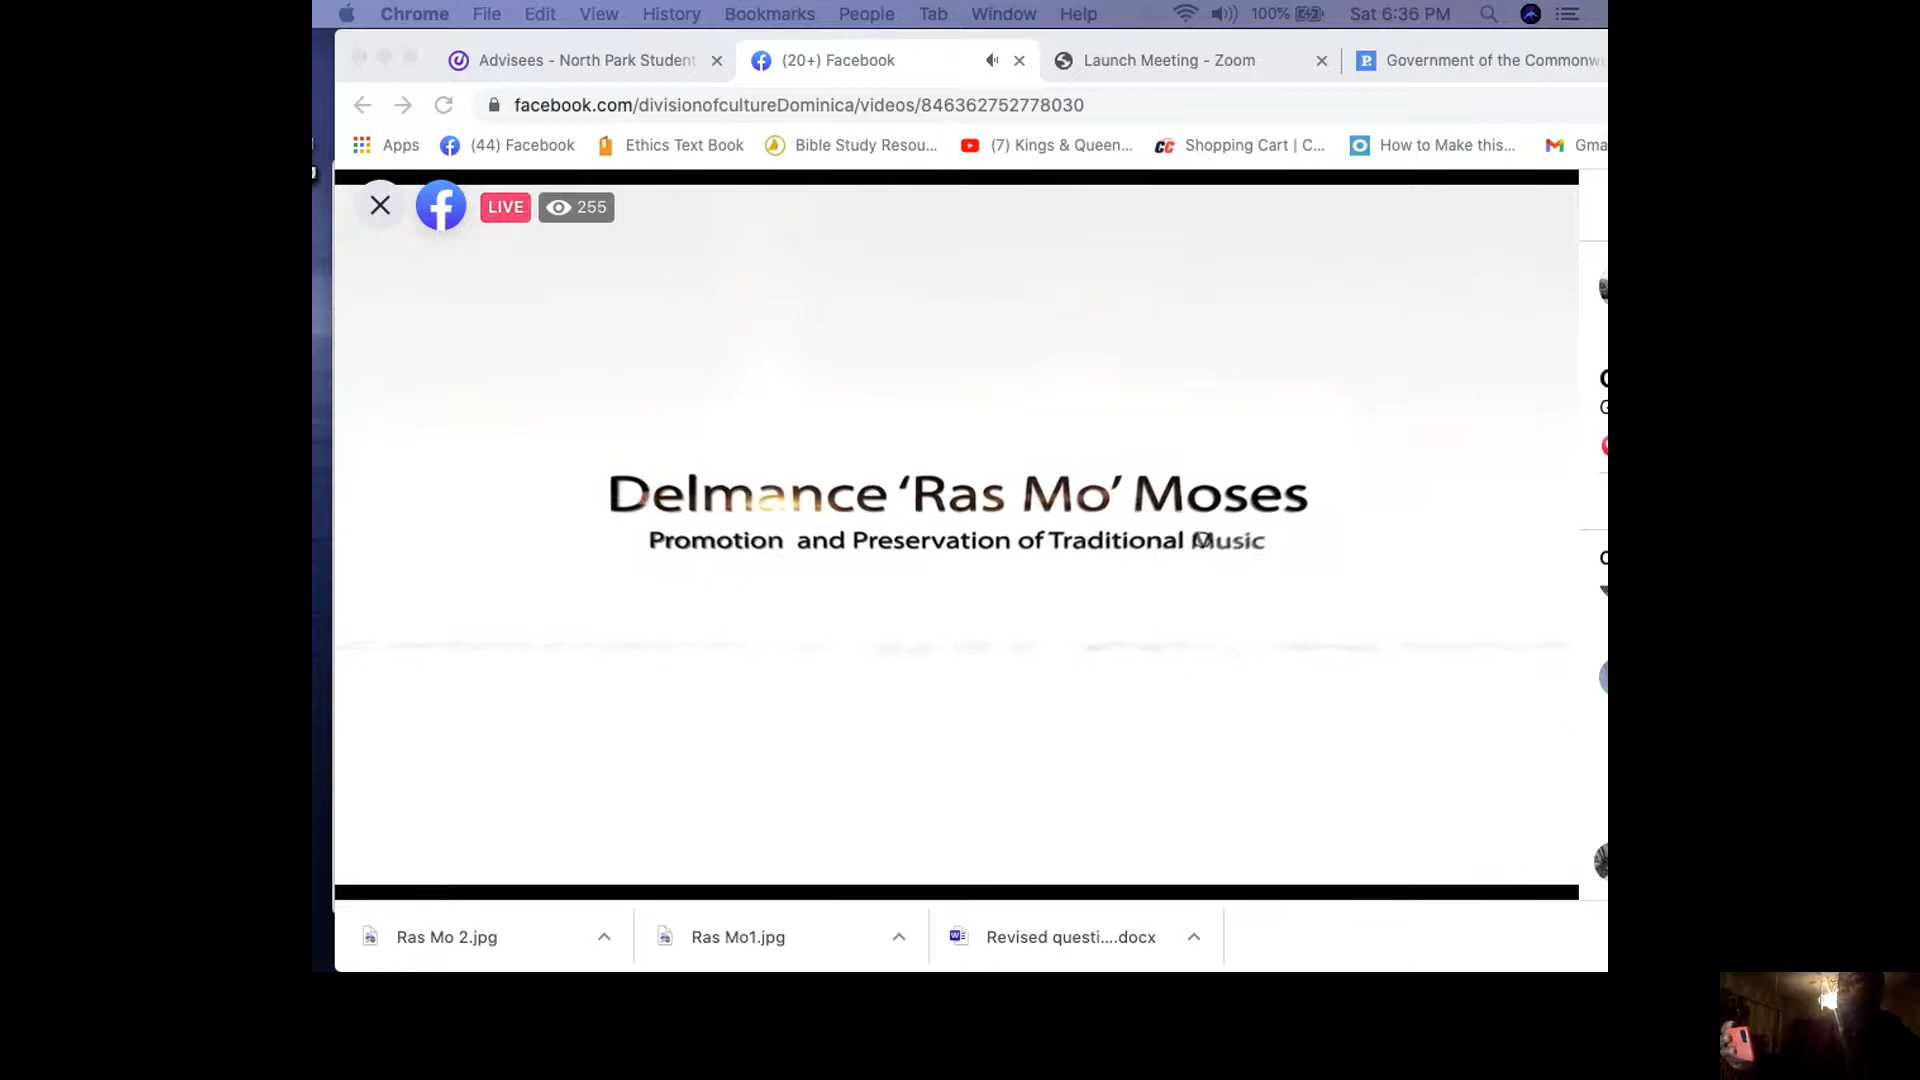 Chrome File Edit View History Bookmarks People Tab Window Help 100% Sat 6:36 PM
Advisees - North Park Student (20+) Facebook Launch Meeting - Zoom Government of the Commonw
facebook.com/divisionofcultureDominica/videos/846362752778030
Apps (44) Facebook Ethics Text Book Bible Study Resou... (7) Kings & Queen... Shopping Cart | C... How to Make this... Gma
LIVE 255
Delmance ‘Ras Mo’ Moses
Promotion and Preservation of Traditional Music
Ras Mo 2.jpg Ras Mo1.jpg Revised questi....docx